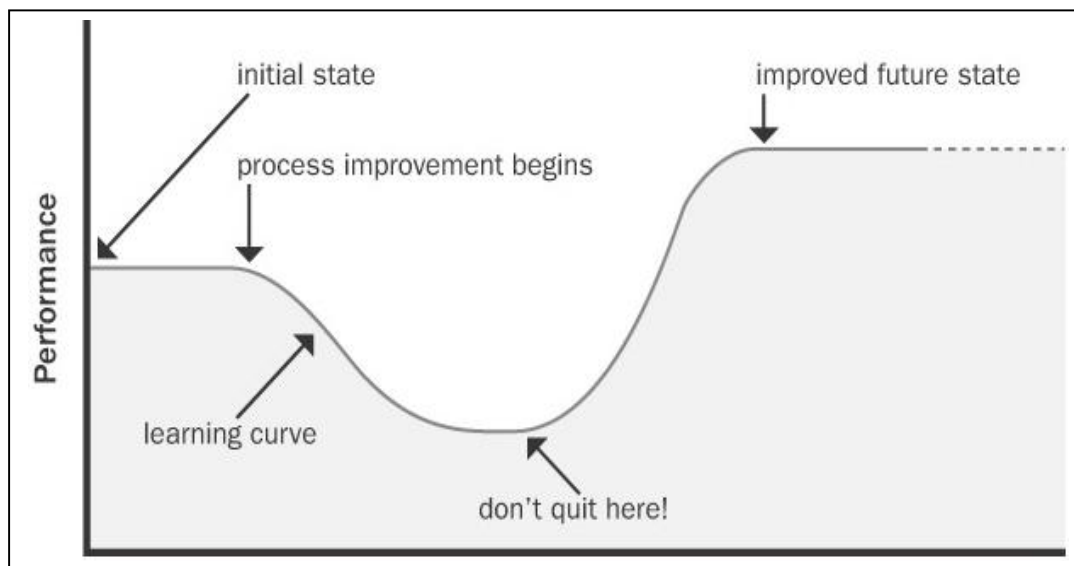 initial state
improved future state
process improvement begins
Performance
learning curve
don't quit here!